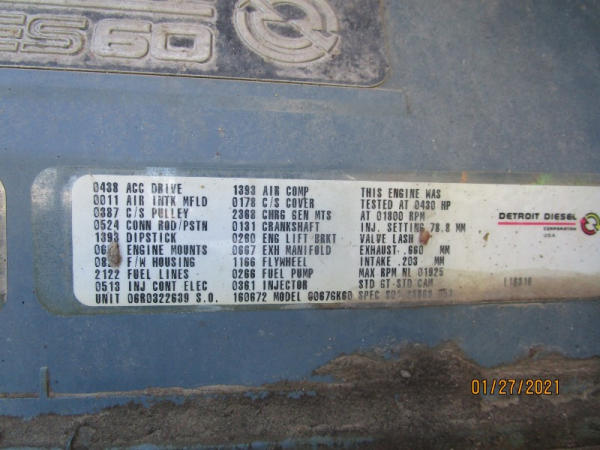 ES60
0438 ACC DRIVE 1393 AIR COMP THIS ENGINE WAS
0011 AIR INTK MFLD 0178 C/S COVER TESTED AT 0430 HP
0387 C/S PULLEY 2368 CHRG GEN MTS AT 01800 RPM
0524 CONN ROD/PSTN 0131 CRANKSHAFT INJ. SETTING 78.8 MM
1398 DIPSTICK 0260 ENG LIFT BRKT VALVE LASH
ENGINE MOUNTS 0667 EXH MANIFOLD EXHAUST .660 MM
F/W HOUSING 1166 FLYWHEEL INTAKE .203 MM
2122 FUEL LINES 0266 FUEL PUMP MAX RPM NL 01925
0513 INJ CONT ELEC 0361 INJECTOR STD GT-STD CAM
UNIT 06R0322639 S.O. 160672 MODEL 6067GK60 SPEC
DETROIT DIESEL
CORPORATION
USA
01/27/2021